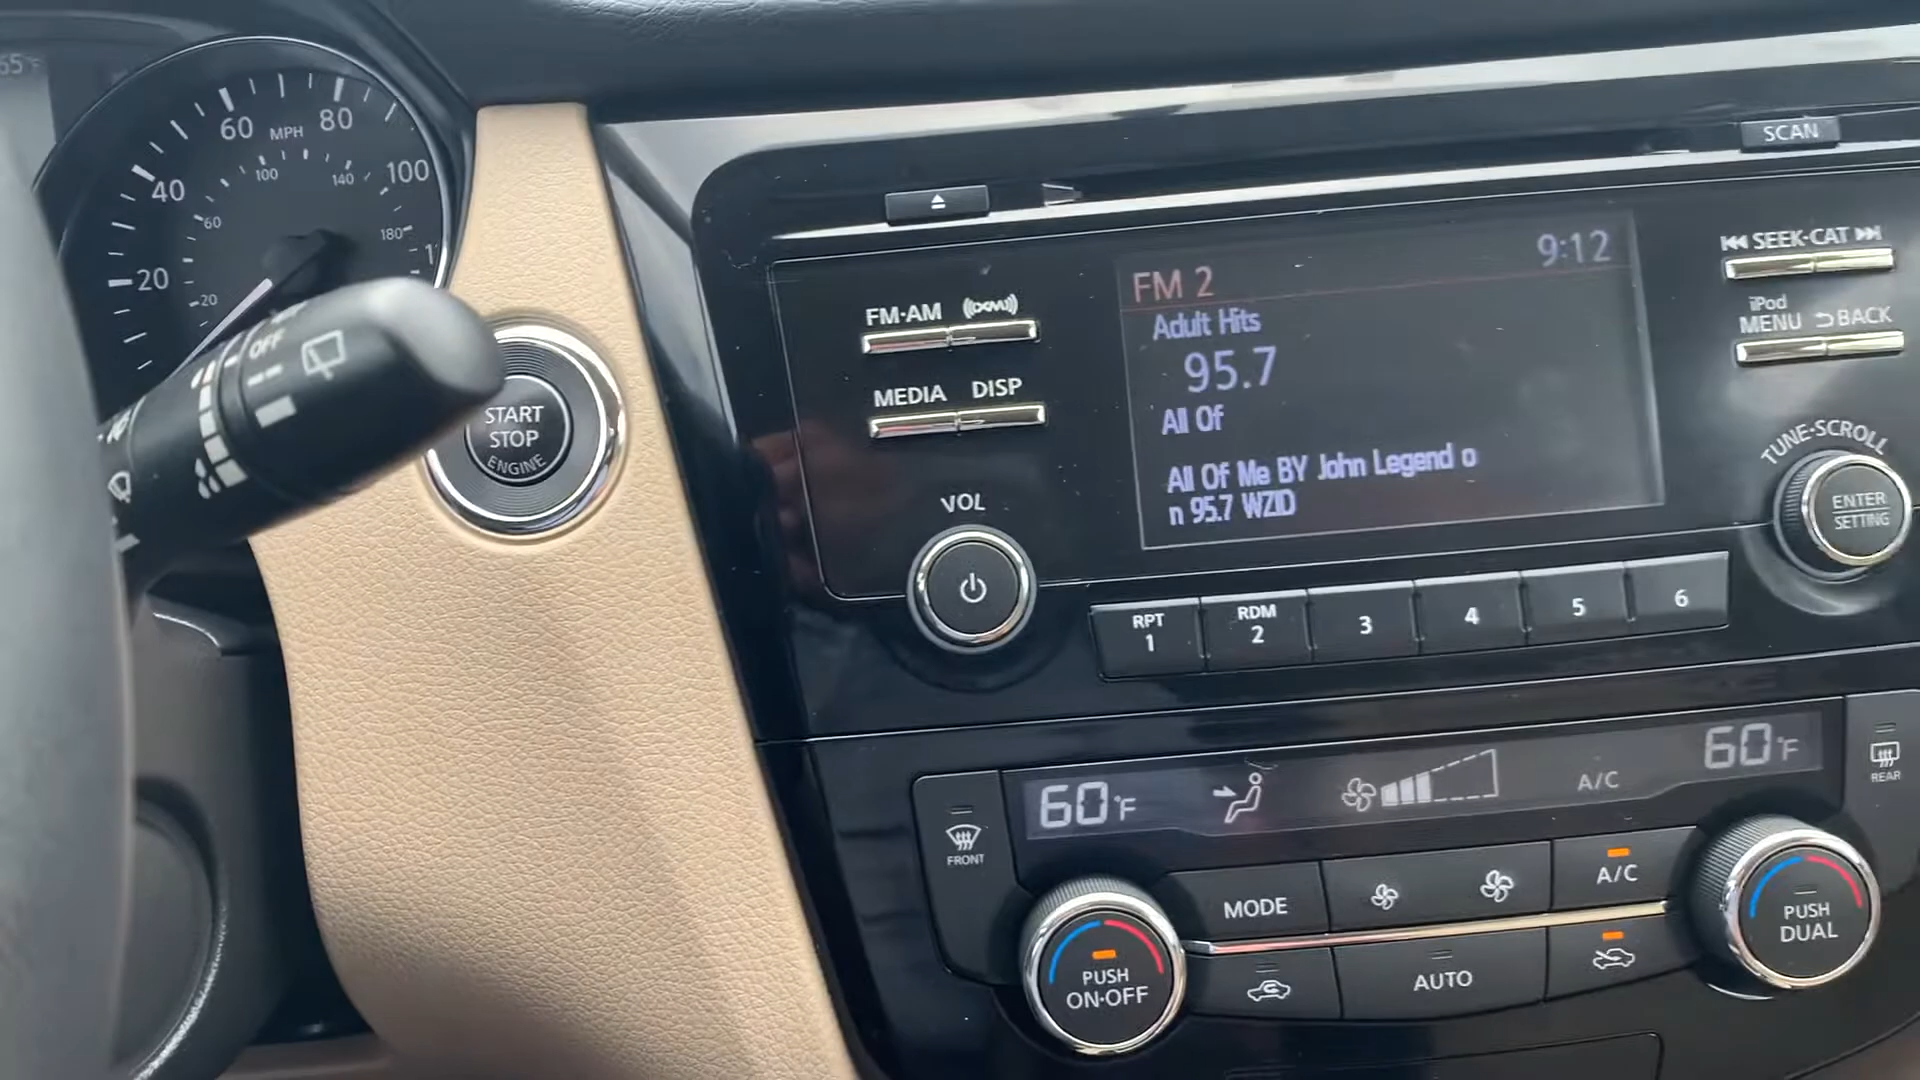 65°F
60 MPH 80
100 140 100
40
60
180
20
20
OFF
START
STOP
ENGINE
SCAN
FM·AM ((XM))
MEDIA DISP
VOL
FM 2 9:12
Adult Hits
95.7
All Of
All Of Me BY John Legend o
n 95.7 WZID
SEEK·CAT
iPod
MENU BACK
TUNE·SCROLL
ENTER
SETTING
RPT
1
RDM
2
3
4
5
6
60°F A/C 60°F
FRONT
REAR
MODE
A/C
AUTO
PUSH
ON·OFF
PUSH
DUAL